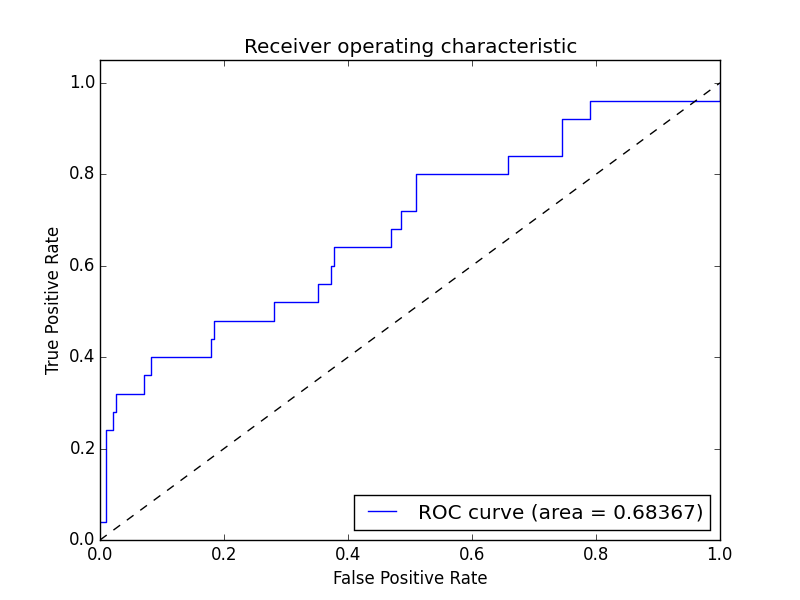 Receiver operating characteristic
1.0
0.8
0.6
0.4
0.2
0.0
True Positive Rate
ROC curve (area = 0.68367)
0.0 0.2 0.4 0.6 0.8 1.0
False Positive Rate